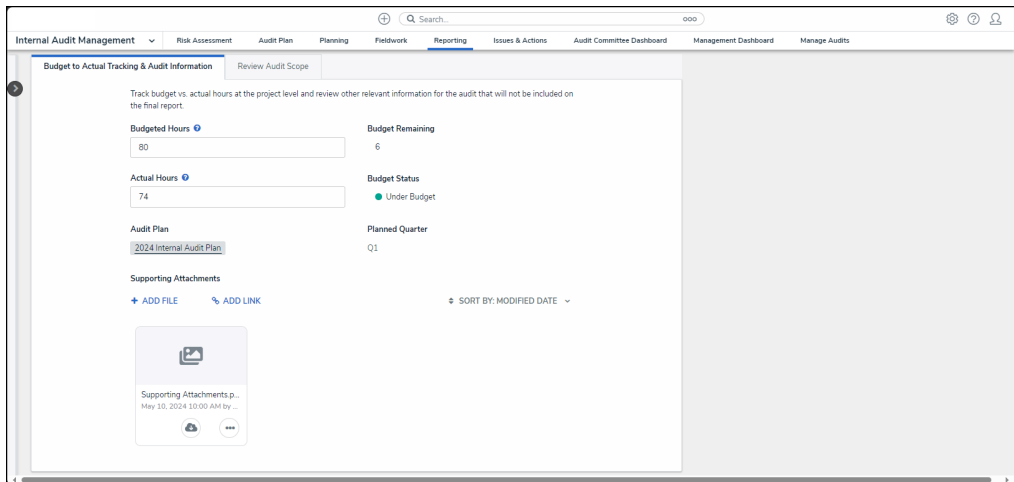 Search...
Internal Audit Management Risk Assessment Audit Plan Planning Fieldwork Reporting Issues & Actions Audit Committee Dashboard Management Dashboard Manage Audits
Budget to Actual Tracking & Audit Information Review Audit Scope
Track budget vs. actual hours at the project level and review other relevant information for the audit that will not be included on
the final report.
Budgeted Hours Budget Remaining
80 6
Actual Hours Budget Status
74 Under Budget
Audit Plan Planned Quarter
2024 Internal Audit Plan Q1
Supporting Attachments
+ ADD FILE ADD LINK SORT BY: MODIFIED DATE
Supporting Attachments.p...
May 10, 2024 10:00 AM by ...